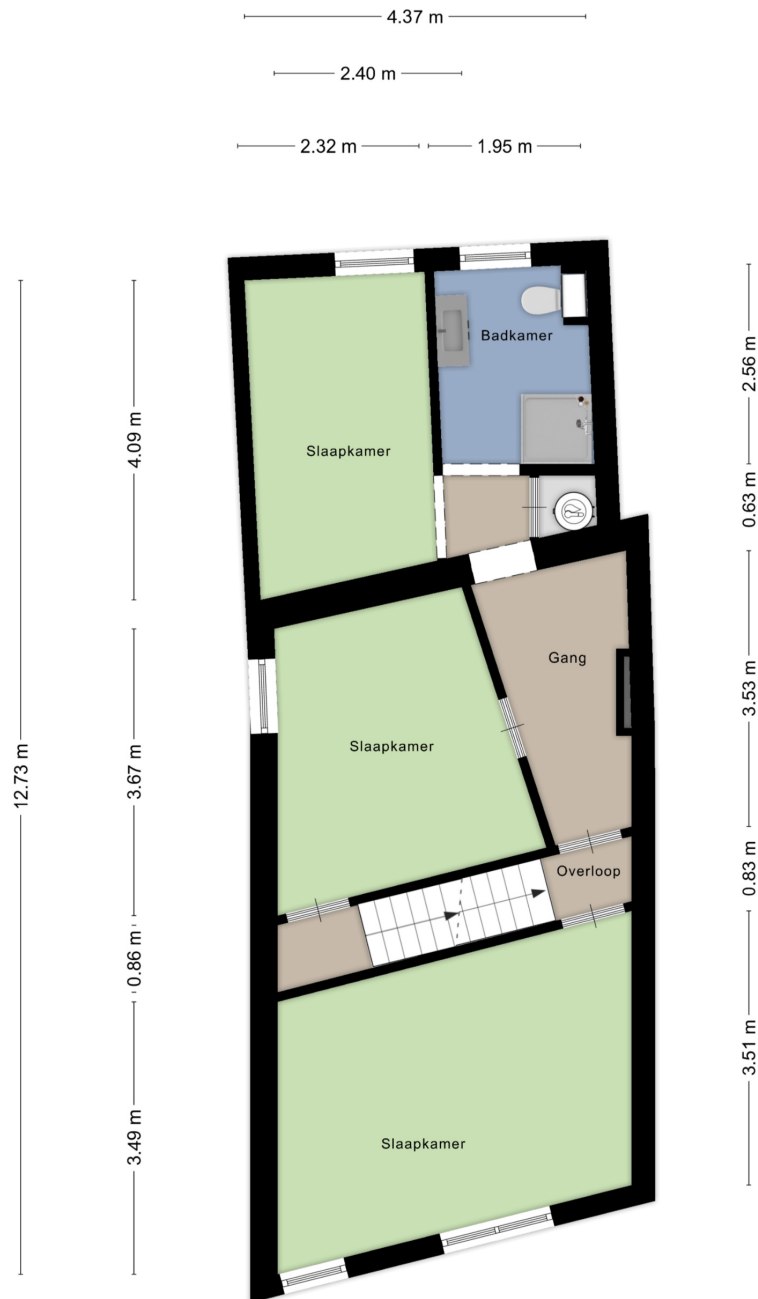 4.37 m
2.40 m
2.32 m
1.95 m
Badkamer
2.56 m
4.09 m
Slaapkamer
0.63 m
Gang
3.53 m
Slaapkamer
3.67 m
12.73 m
Overloop
0.83 m
0.86 m
3.51 m
Slaapkamer
3.49 m